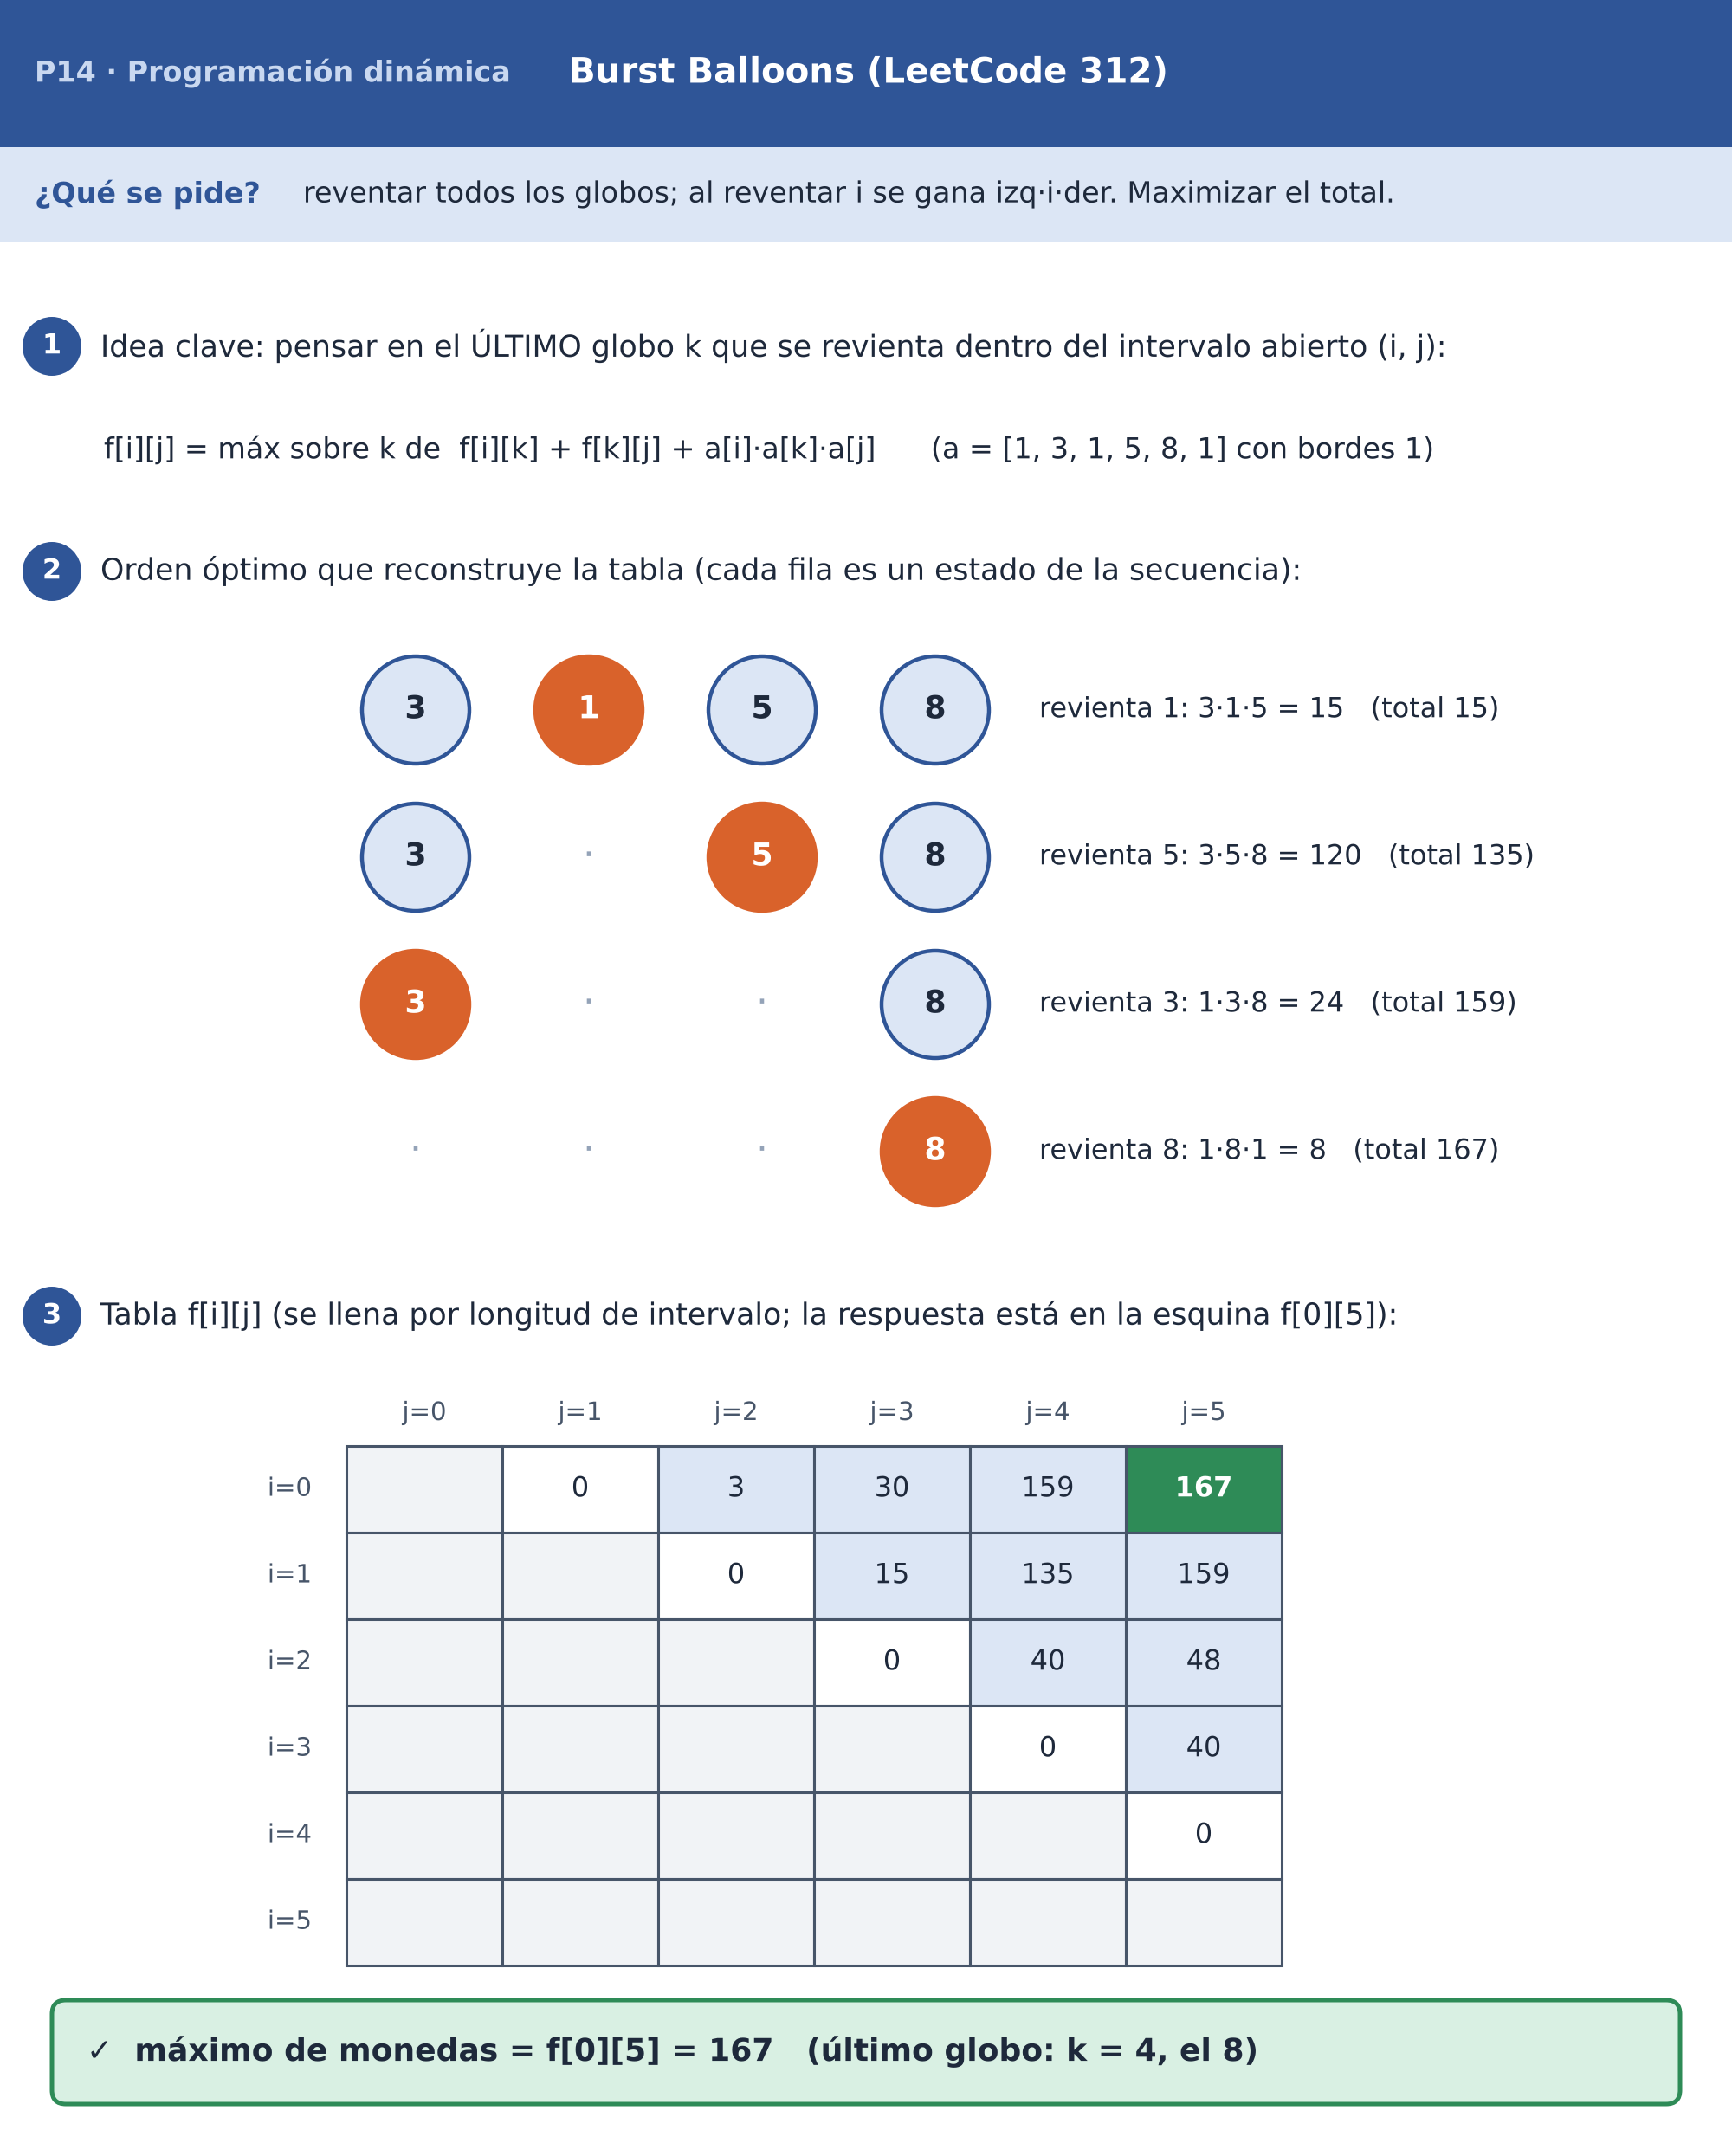 P14 · Programación dinámica Burst Balloons (LeetCode 312)
¿Qué se pide? reventar todos los globos; al reventar i se gana izq·i·der. Maximizar el total.
1 Idea clave: pensar en el ÚLTIMO globo k que se revienta dentro del intervalo abierto (i, j):
f[i][j] = máx sobre k de f[i][k] + f[k][j] + a[i]·a[k]·a[j] (a = [1, 3, 1, 5, 8, 1] con bordes 1)
2 Orden óptimo que reconstruye la tabla (cada fila es un estado de la secuencia):
3 1 5 8 revienta 1: 3·1·5 = 15 (total 15)
3 · 5 8 revienta 5: 3·5·8 = 120 (total 135)
3 · · 8 revienta 3: 1·3·8 = 24 (total 159)
· · · 8 revienta 8: 1·8·1 = 8 (total 167)
3 Tabla f[i][j] (se llena por longitud de intervalo; la respuesta está en la esquina f[0][5]):
j=0 j=1 j=2 j=3 j=4 j=5
i=0 0 3 30 159 167
i=1 0 15 135 159
i=2 0 40 48
i=3 0 40
i=4 0
i=5
✓ máximo de monedas = f[0][5] = 167 (último globo: k = 4, el 8)